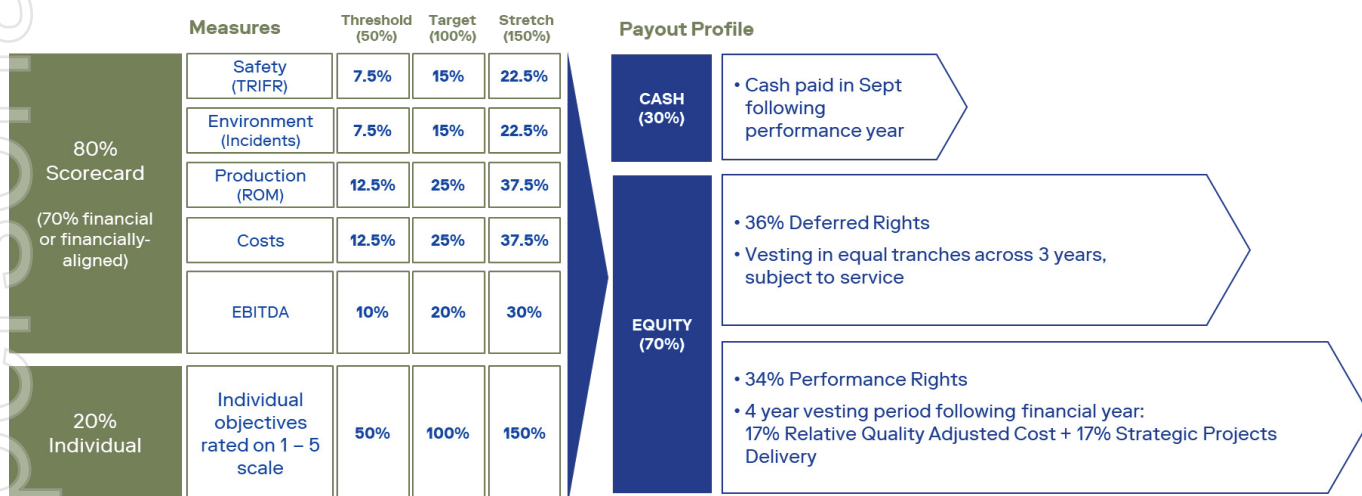 Measures
Threshold
(50%)
Target
(100%)
Stretch
(150%)
Payout Profile
80%
Scorecard
(70% financial
or financially-
aligned)
Safety
(TRIFR)
7.5%
15%
22.5%
Environment
(Incidents)
7.5%
15%
22.5%
Production
(ROM)
12.5%
25%
37.5%
Costs
12.5%
25%
37.5%
EBITDA
10%
20%
30%
20%
Individual
Individual
objectives
rated on 1 – 5
scale
50%
100%
150%
CASH
(30%)
• Cash paid in Sept
following
performance year
EQUITY
(70%)
• 36% Deferred Rights
• Vesting in equal tranches across 3 years,
subject to service
• 34% Performance Rights
• 4 year vesting period following financial year:
17% Relative Quality Adjusted Cost + 17% Strategic Projects
Delivery